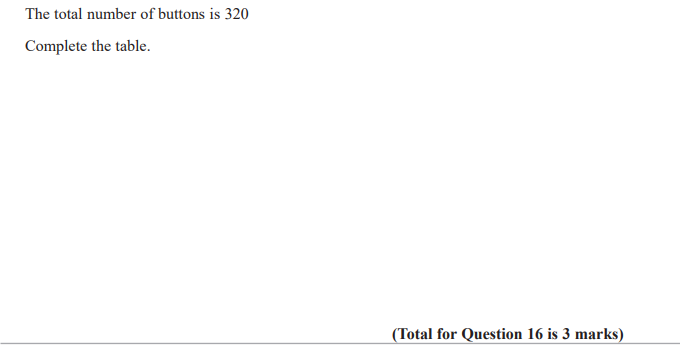 The total number of buttons is 320
Complete the table.
(Total for Question 16 is 3 marks)